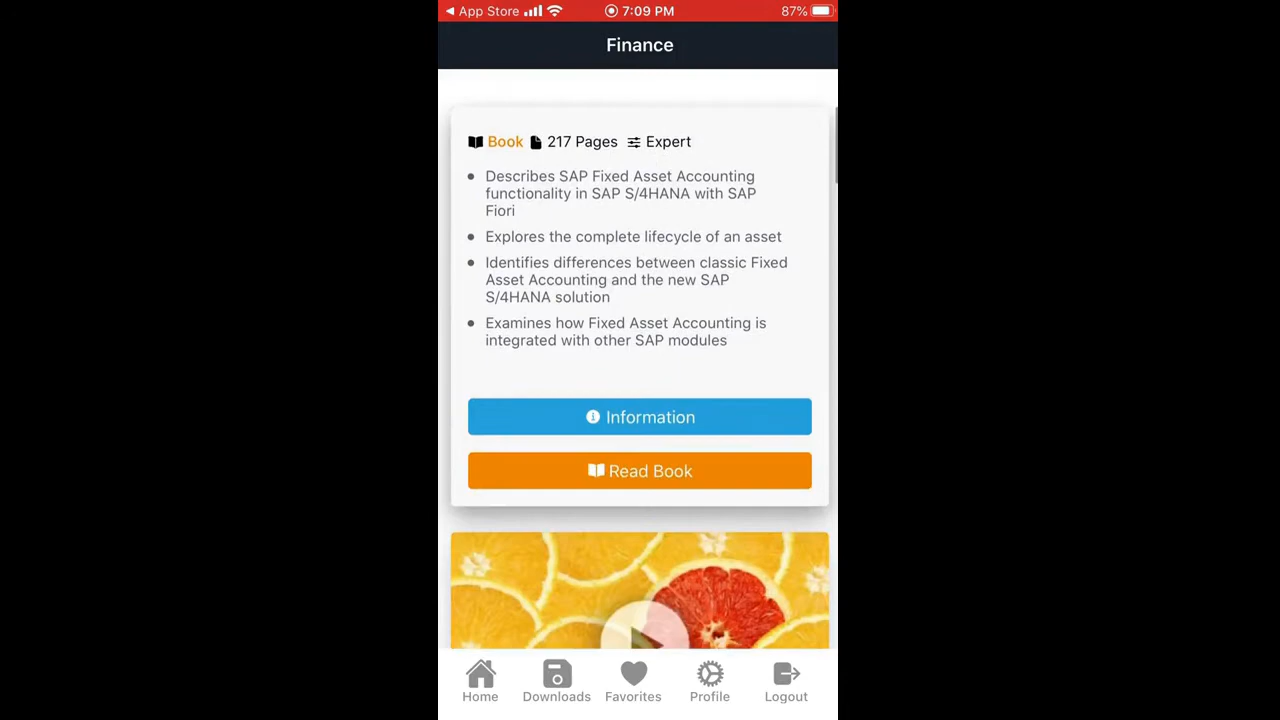 ◀ App Store 7:09 PM 87%
Finance
Book 217 Pages Expert
• Describes SAP Fixed Asset Accounting
functionality in SAP S/4HANA with SAP
Fiori
• Explores the complete lifecycle of an asset
• Identifies differences between classic Fixed
Asset Accounting and the new SAP
S/4HANA solution
• Examines how Fixed Asset Accounting is
integrated with other SAP modules
Information
Read Book
Home Downloads Favorites Profile Logout